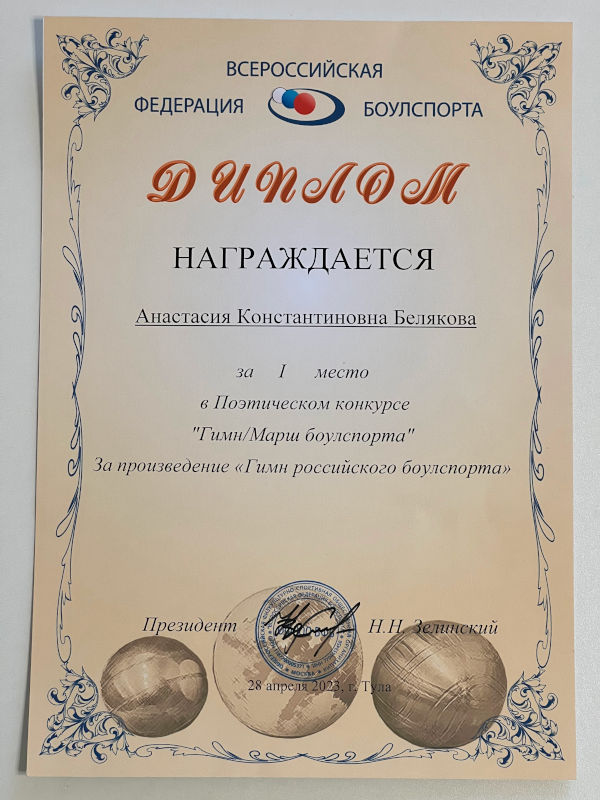 ВСЕРОССИЙСКАЯ
ФЕДЕРАЦИЯ БОУЛСПОРТА
ДИПЛОМ
НАГРАЖДАЕТСЯ
Анастасия Константиновна Белякова
за I место
в Поэтическом конкурсе
"Гимн/Марш боулспорта"
За произведение «Гимн российского боулспорта»
Президент Н.Н. Зелинский
28 апреля 2023, г. Тула